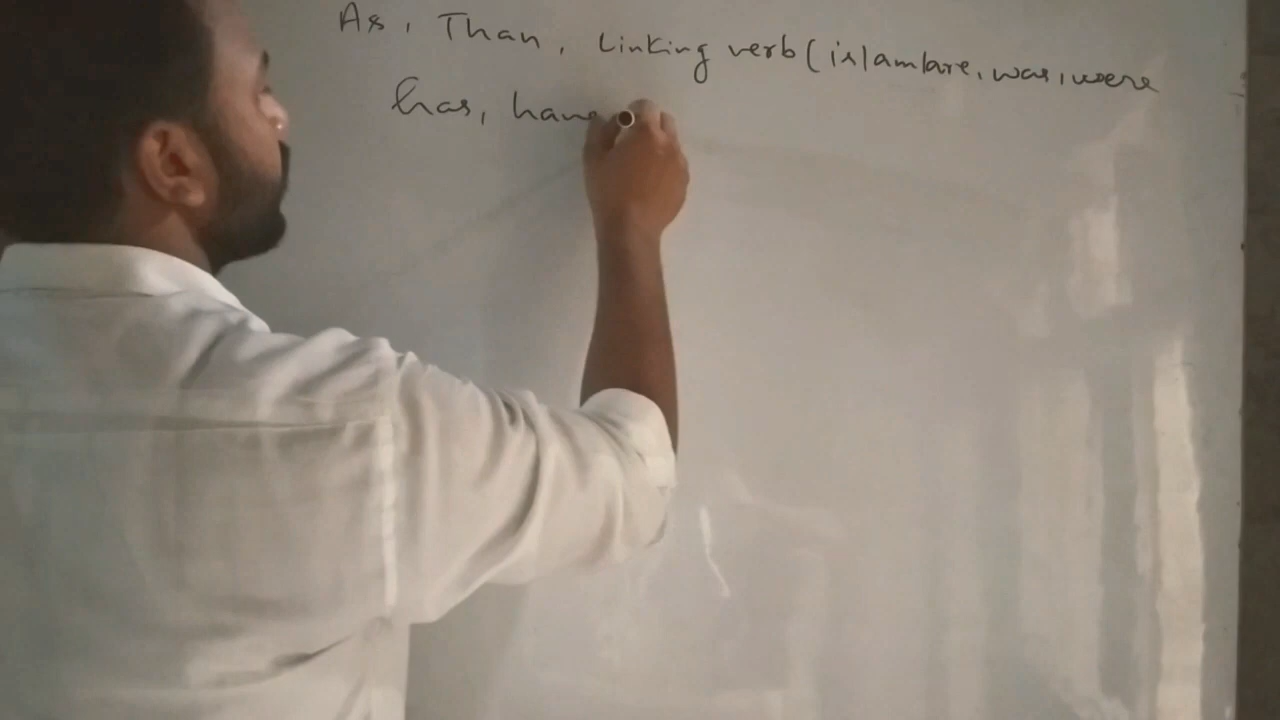 As, Than, Linking verb (is/am/are, was, were
has, have